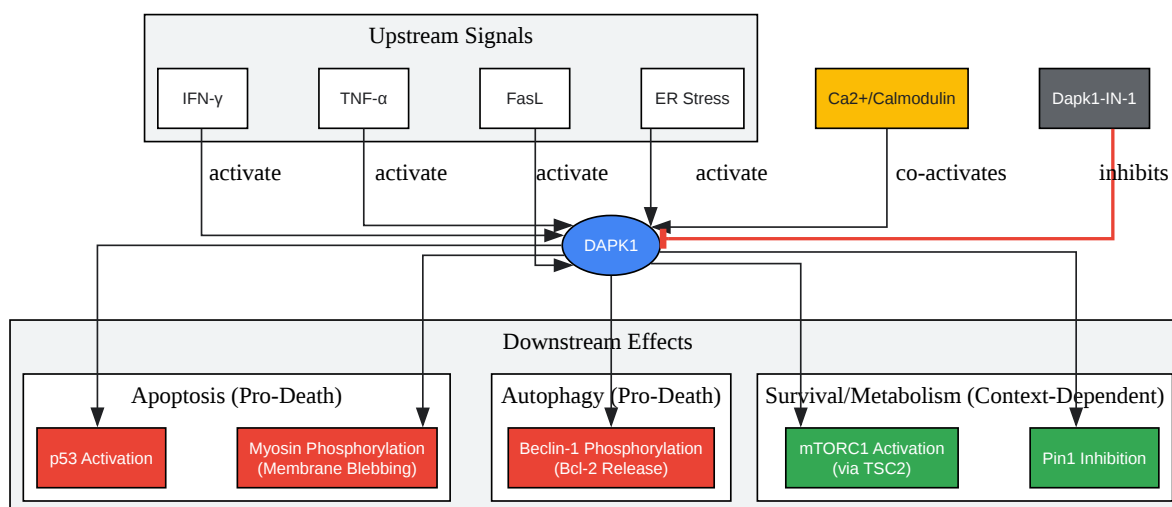 Upstream Signals
IFN-γ
TNF-α
FasL
ER Stress
Ca2+/Calmodulin
Dapk1-IN-1
activate
activate
activate
activate
co-activates
inhibits
DAPK1
Downstream Effects
Apoptosis (Pro-Death)
Autophagy (Pro-Death)
Survival/Metabolism (Context-Dependent)
p53 Activation
Myosin Phosphorylation
(Membrane Blebbing)
Beclin-1 Phosphorylation
(Bcl-2 Release)
mTORC1 Activation
(via TSC2)
Pin1 Inhibition